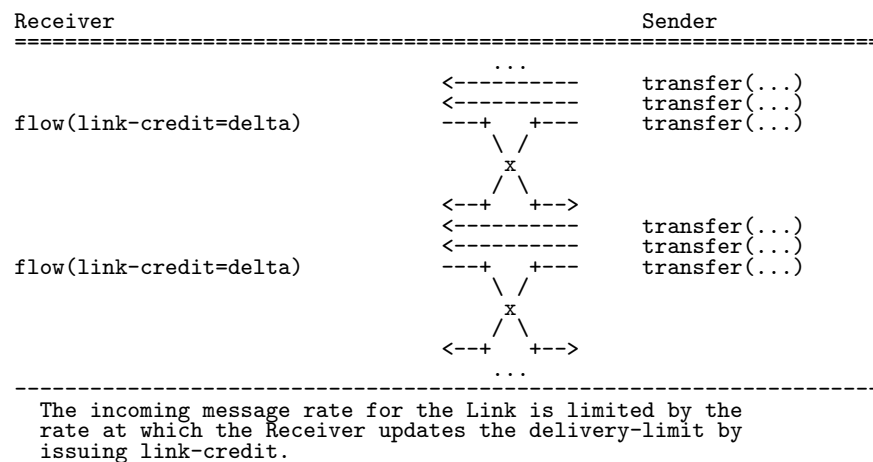 Receiver                                          Sender
=====================================================================
                                        ...
                                  <-----------     transfer(...)
                                  <-----------     transfer(...)
flow(link-credit=delta)           ---+   +---     transfer(...)
                                      \ /
                                       x
                                      / \
                                  <--+   +-->
                                  <-----------     transfer(...)
                                  <-----------     transfer(...)
flow(link-credit=delta)           ---+   +---     transfer(...)
                                      \ /
                                       x
                                      / \
                                  <--+   +-->
                                        ...
---------------------------------------------------------------------
  The incoming message rate for the Link is limited by the
  rate at which the Receiver updates the delivery-limit by
  issuing link-credit.